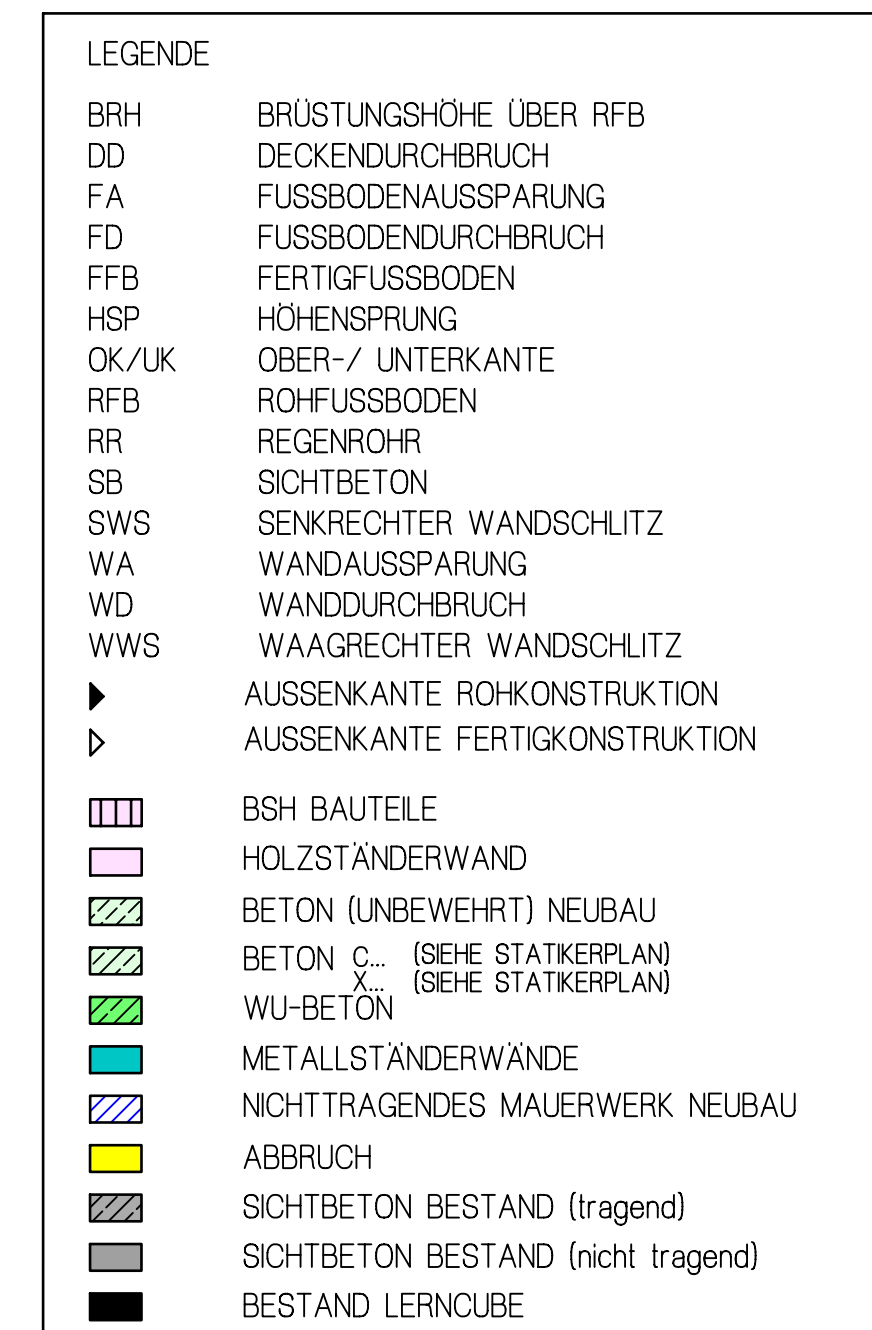 LEGENDE
BRH BRÜSTUNGSHÖHE ÜBER RFB
DD DECKENDURCHBRUCH
FA FUSSBODENAUSSPARUNG
FD FUSSBODENDURCHBRUCH
FFB FERTIGFUSSBODEN
HSP HÖHENSPRUNG
OK/UK OBER-/ UNTERKANTE
RFB ROHFUSSBODEN
RR REGENROHR
SB SICHTBETON
SWS SENKRECHTER WANDSCHLITZ
WA WANDAUSSPARUNG
WD WANDDURCHBRUCH
WWS WAAGRECHTER WANDSCHLITZ
AUSSENKANTE ROHKONSTRUKTION
AUSSENKANTE FERTIGKONSTRUKTION
BSH BAUTEILE
HOLZSTÄNDERWAND
BETON (UNBEWEHRT) NEUBAU
BETON C... (SIEHE STATIKERPLAN)
X... (SIEHE STATIKERPLAN)
WU-BETON
METALLSTÄNDERWÄNDE
NICHTTRAGENDES MAUERWERK NEUBAU
ABBRUCH
SICHTBETON BESTAND (tragend)
SICHTBETON BESTAND (nicht tragend)
BESTAND LERNCUBE